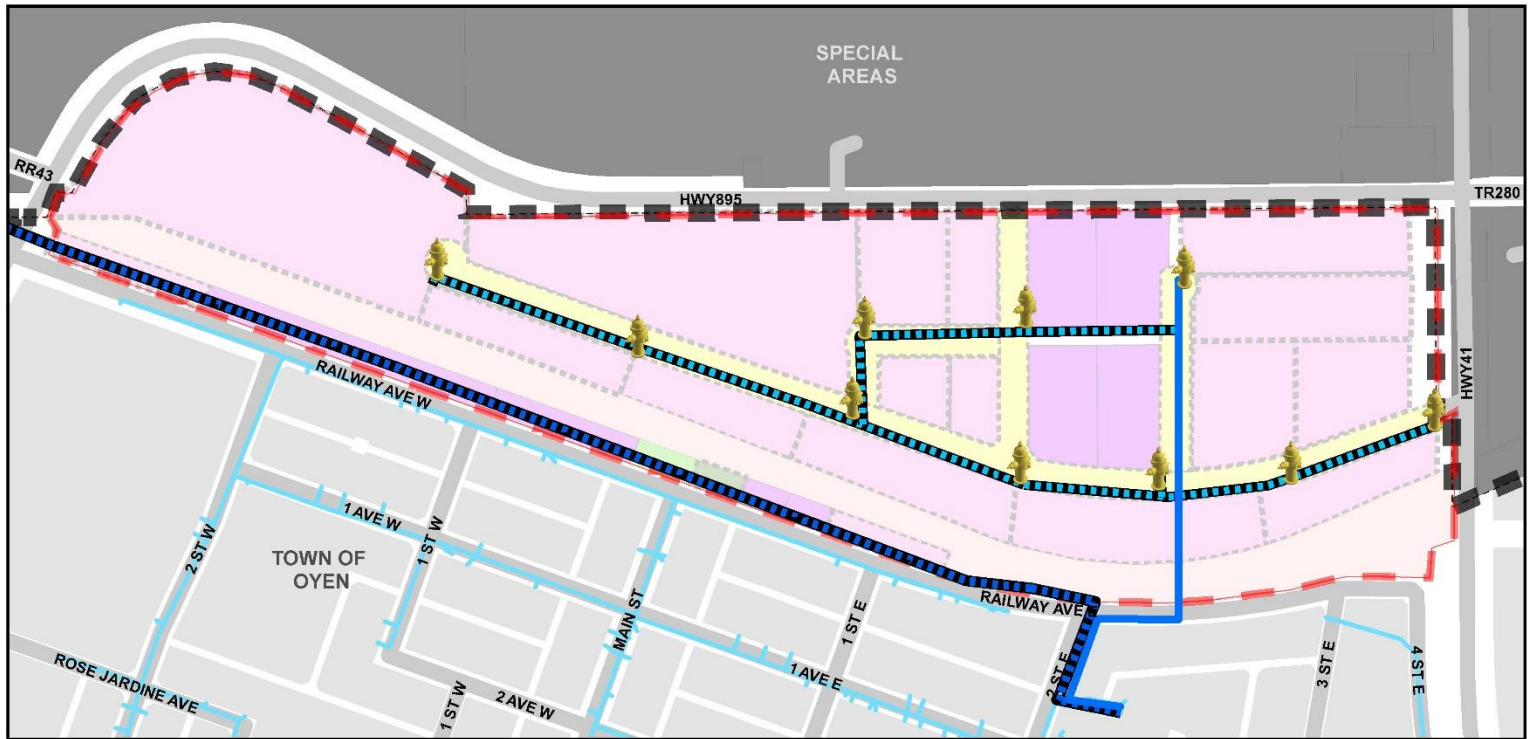 SPECIAL
AREAS
RR43
HWY895
TR280
HWY41
RAILWAY AVE W
2 ST W
1 AVE W
1 ST W
TOWN OF
OYEN
MAIN ST
RAILWAY AVE
1 ST E
2 ST E
3 ST E
4 ST E
1 AVE E
ROSE JARDINE AVE
1 ST W
2 AVE W